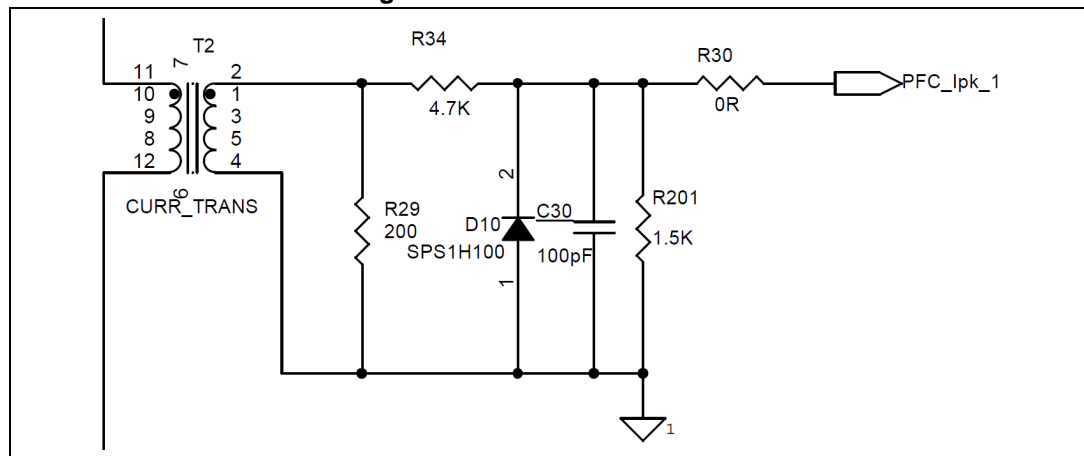 T2
R34
R30
7
11
10
9
8
12
2
1
3
5
4
4.7K
0R
PFC_Ipk_1
6
CURR_TRANS
R29
200
2
D10
SPS1H100
1
C30
100pF
R201
1.5K
1